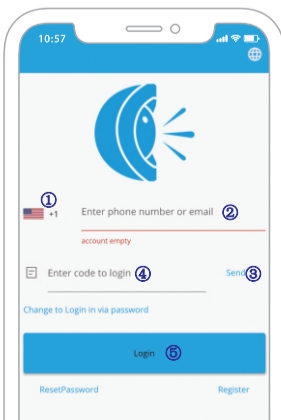 10:57
①
+1 Enter phone number or email ②
account empty
Enter code to login ④ Send ③
Change to Login in via password
Login ⑤
ResetPassword Register